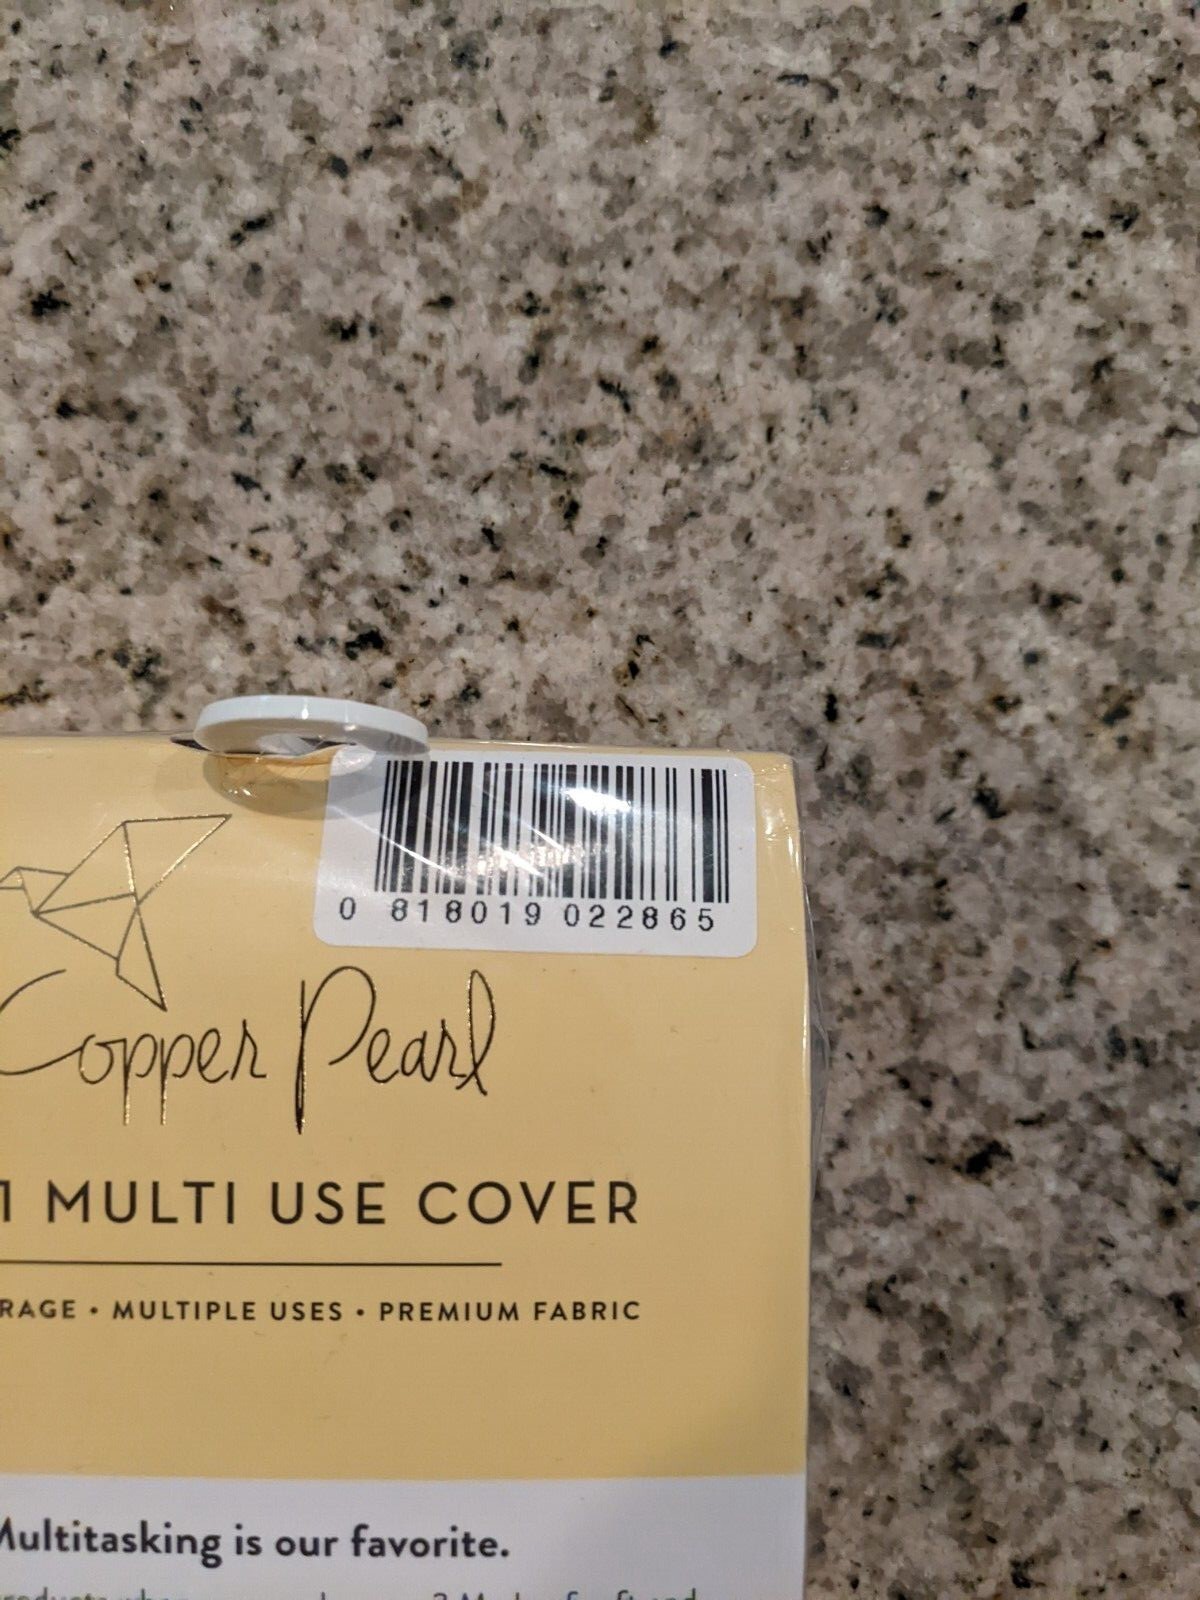 0 818019 022865
Copper Pearl
1 MULTI USE COVER
RAGE • MULTIPLE USES • PREMIUM FABRIC
Multitasking is our favorite.